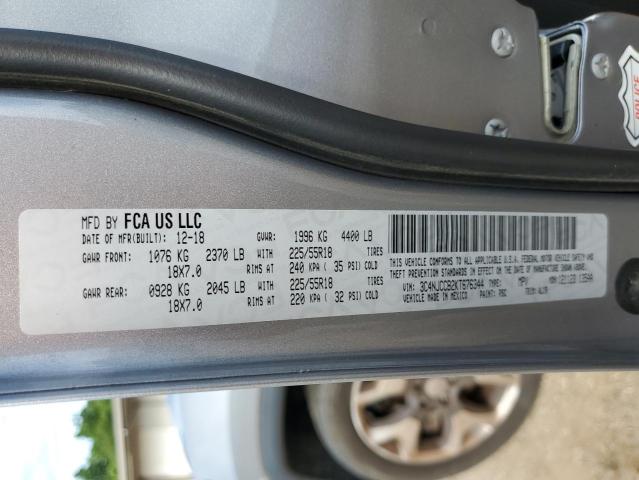 MFD BY FCA US LLC
DATE OF MFR(BUILT): 12-18 GVWR: 1996 KG 4400 LB
GAWR FRONT: 1076 KG 2370 LB WITH 225/55R18 TIRES
18X7.0 RIMS AT 240 KPA ( 35 PSI) COLD
GAWR REAR: 0928 KG 2045 LB WITH 225/55R18 TIRES
18X7.0 RIMS AT 220 KPA ( 32 PSI) COLD
THIS VEHICLE CONFORMS TO ALL APPLICABLE U.S.A. FEDERAL MOTOR VEHICLE SAFETY AND
THEFT PREVENTION STANDARDS IN EFFECT ON THE DATE OF MANUFACTURE SHOWN ABOVE.
VIN: 3C4NJCCB2KT676344 TYPE: MPV
VEHICLE MADE IN MEXICO PAINT: PSC
POLICE